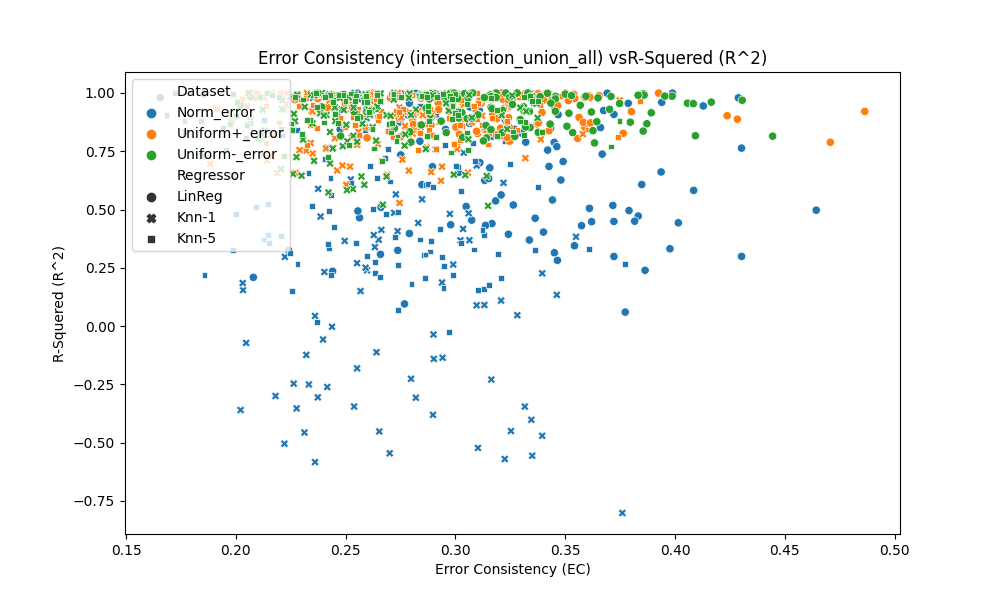 Error Consistency (intersection_union_all) vsR-Squered (R^2)
R-Squared (R^2)
1.00
0.75
0.50
0.25
0.00
−0.25
−0.50
−0.75
Dataset
Norm_error
Uniform+_error
Uniform-_error
Regressor
LinReg
Knn-1
Knn-5
0.15 0.20 0.25 0.30 0.35 0.40 0.45 0.50
Error Consistency (EC)